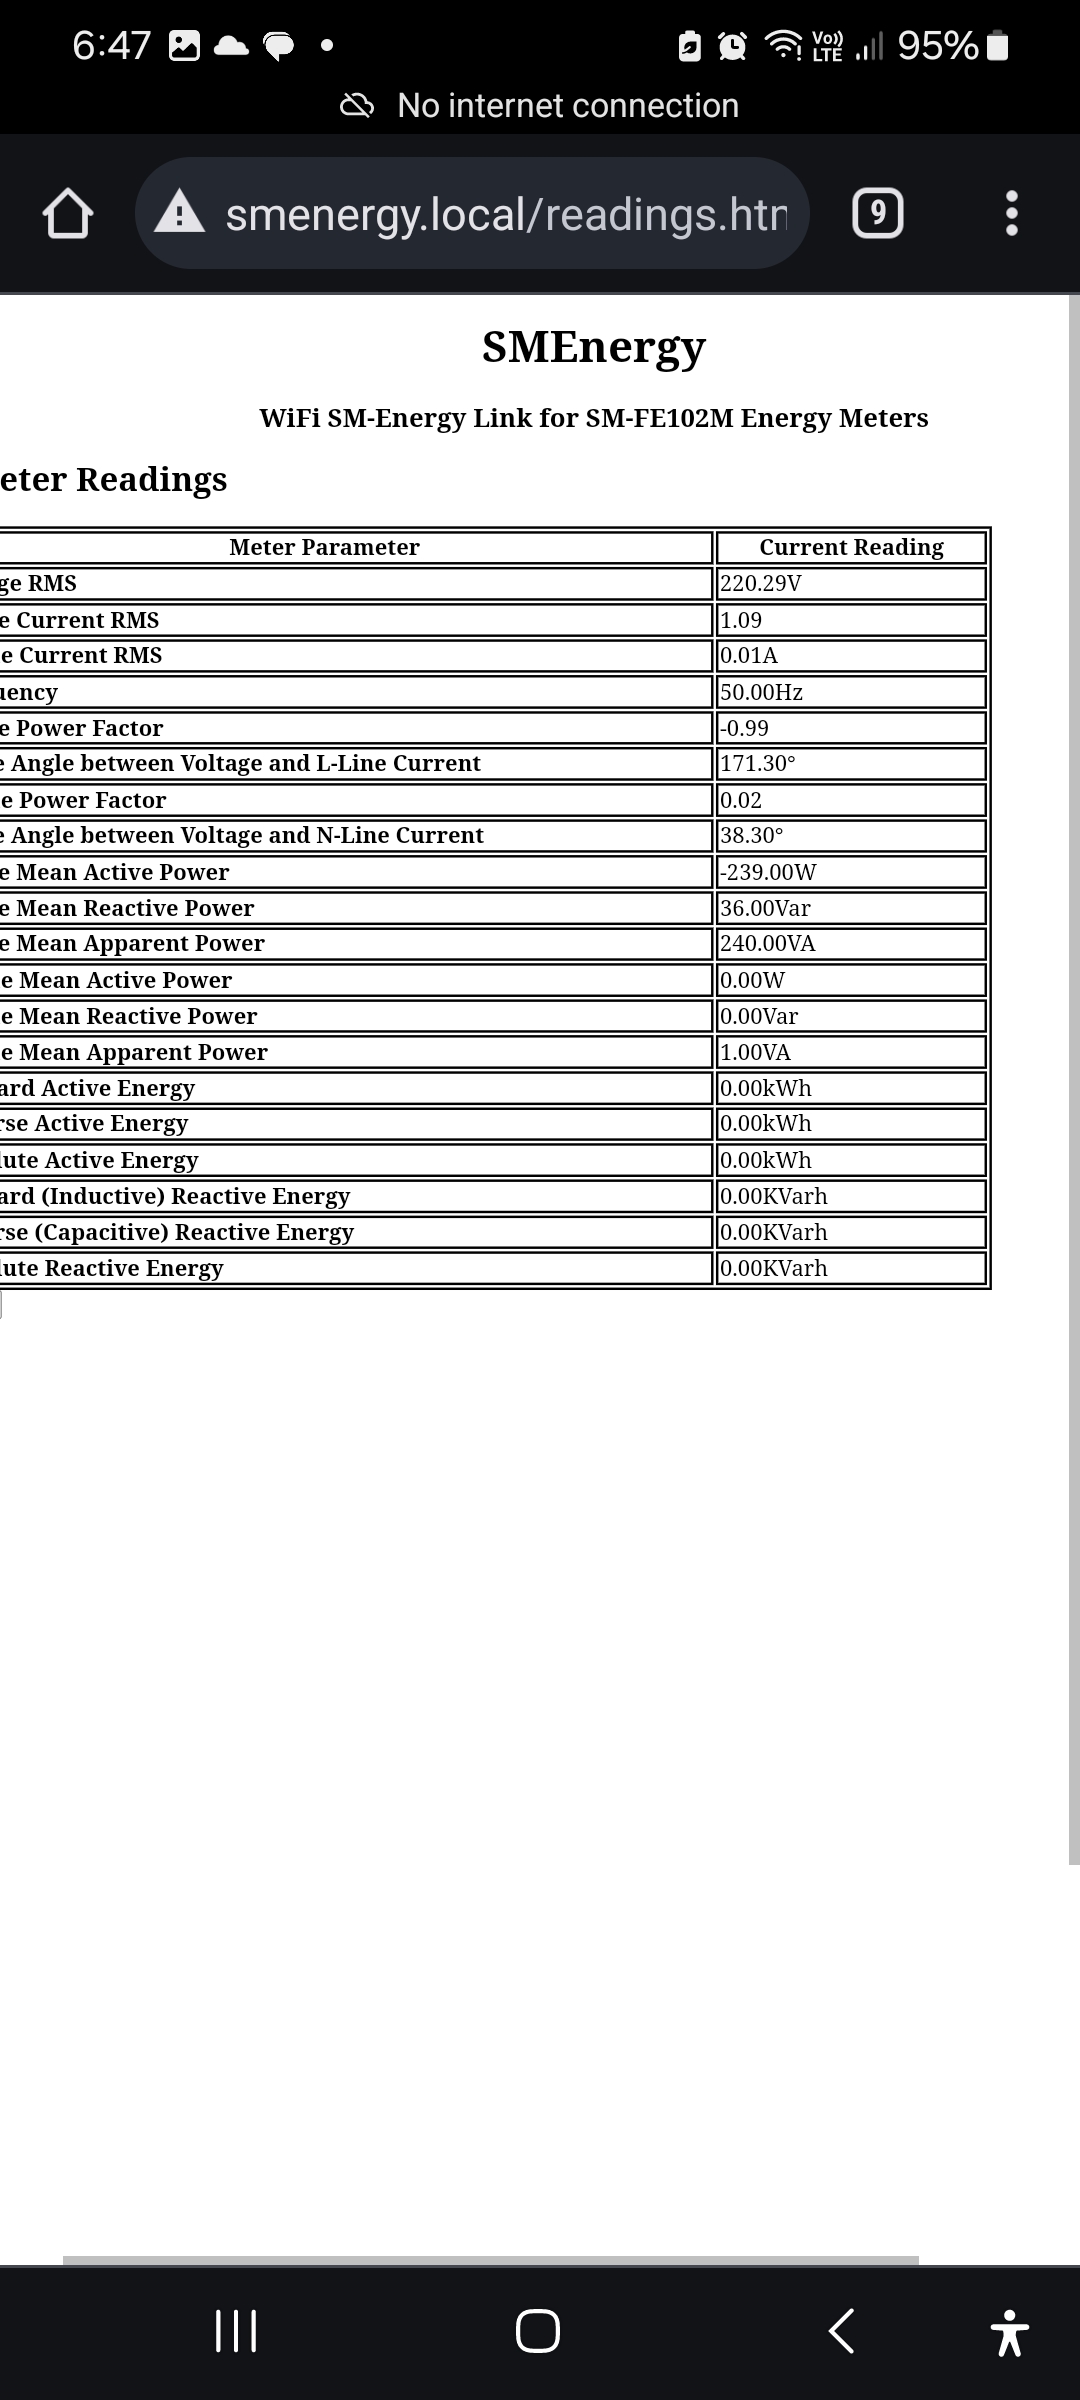 6:47 Vo)) LTE 95%
No internet connection
smenergy.local/readings.htn 9
SMEnergy
WiFi SM-Energy Link for SM-FE102M Energy Meters
eter Readings
Meter Parameter Current Reading
ge RMS 220.29V
e Current RMS 1.09
e Current RMS 0.01A
uency 50.00Hz
e Power Factor -0.99
e Angle between Voltage and L-Line Current 171.30°
e Power Factor 0.02
e Angle between Voltage and N-Line Current 38.30°
e Mean Active Power -239.00W
e Mean Reactive Power 36.00Var
e Mean Apparent Power 240.00VA
e Mean Active Power 0.00W
e Mean Reactive Power 0.00Var
e Mean Apparent Power 1.00VA
ard Active Energy 0.00kWh
rse Active Energy 0.00kWh
lute Active Energy 0.00kWh
ard (Inductive) Reactive Energy 0.00KVarh
rse (Capacitive) Reactive Energy 0.00KVarh
lute Reactive Energy 0.00KVarh